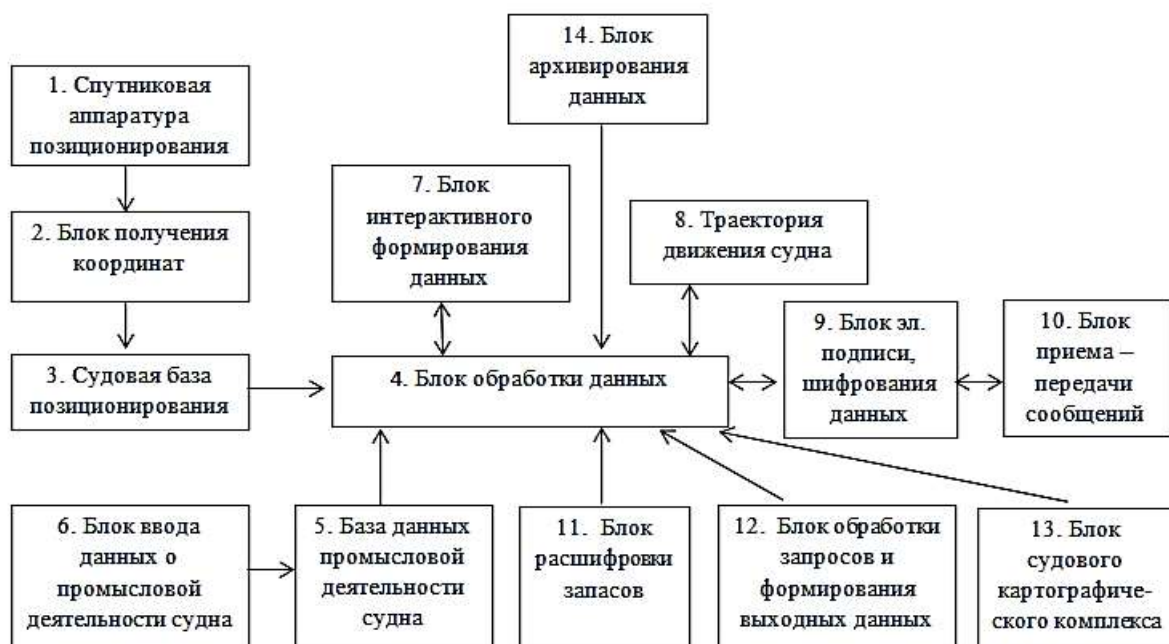 14. Блок
архивирования
данных
1. Спутниковая
аппаратура
позиционирования
7. Блок
интерактивного
формирования
данных
8. Траектория
движения судна
2. Блок получения
координат
9. Блок эл.
подписи,
шифрования
данных
10. Блок
приема –
передачи
сообщений
3. Судовая база
позиционирования
4. Блок обработки данных
6. Блок ввода
данных о
промысловой
деятельности судна
5. База данных
промысловой
деятельности
судна
11. Блок
расшифровки
запасов
12. Блок обработки
запросов и
формирования
выходных данных
13. Блок
судового
картографиче-
ского комплекса